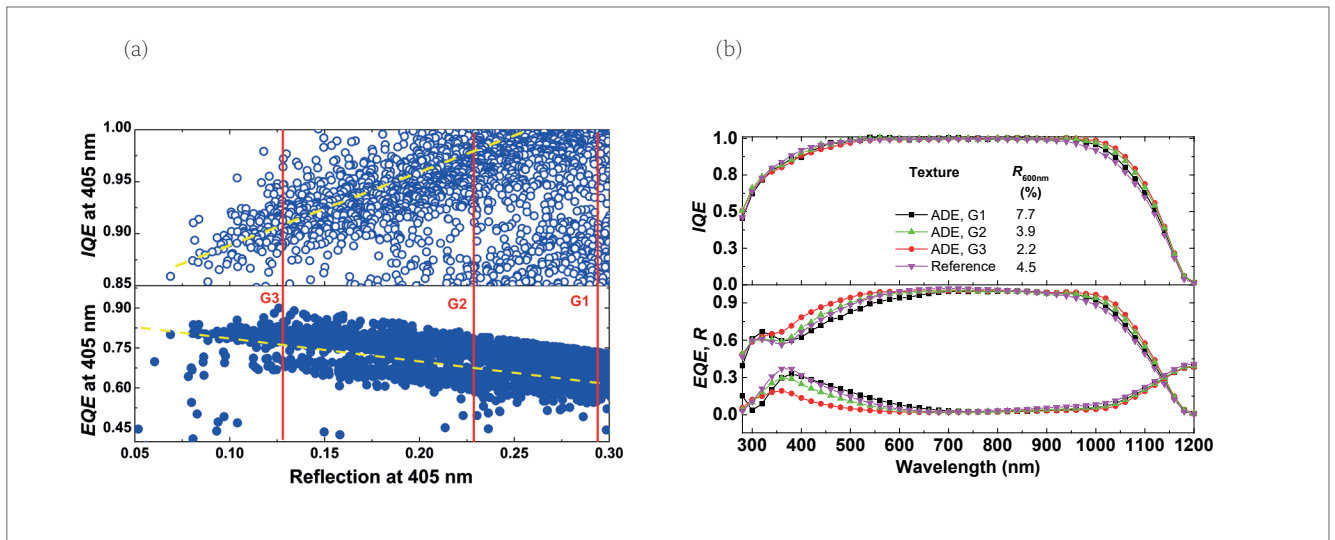 (a)
(b)
IQE at 405 nm
1.00
0.95
0.90
0.85
G3
G2
G1
EQE at 405 nm
0.90
0.75
0.60
0.45
0.05
0.10
0.15
0.20
0.25
0.30
Reflection at 405 nm
IQE
1.0
0.8
0.5
0.3
0.0
Texture R600nm
(%)
ADE, G1 7.7
ADE, G2 3.9
ADE, G3 2.2
Reference 4.5
EQE, R
0.9
0.6
0.3
0.0
300 400 500 600 700 800 900 1000 1100 1200
Wavelength (nm)